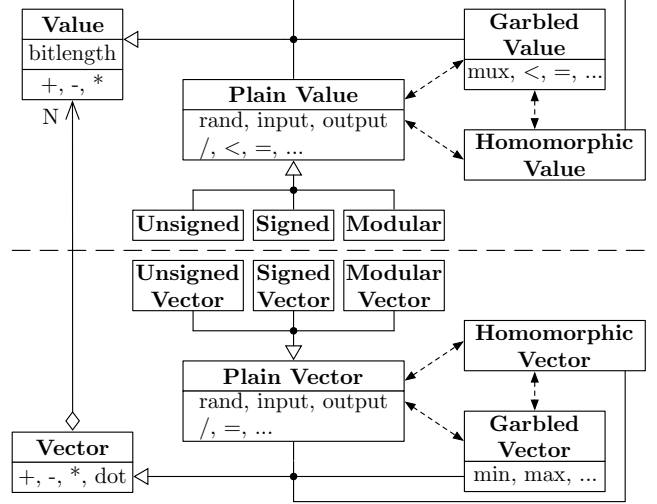 Value
bitlength
+, -, *
N
Garbled
Value
mux, <, =, ...
Plain Value
rand, input, output
/, <, =, ...
Homomorphic
Value
Unsigned
Signed
Modular
Unsigned
Vector
Signed
Vector
Modular
Vector
Homomorphic
Vector
Plain Vector
rand, input, output
/, =, ...
Garbled
Vector
min, max, ...
Vector
+, -, *, dot